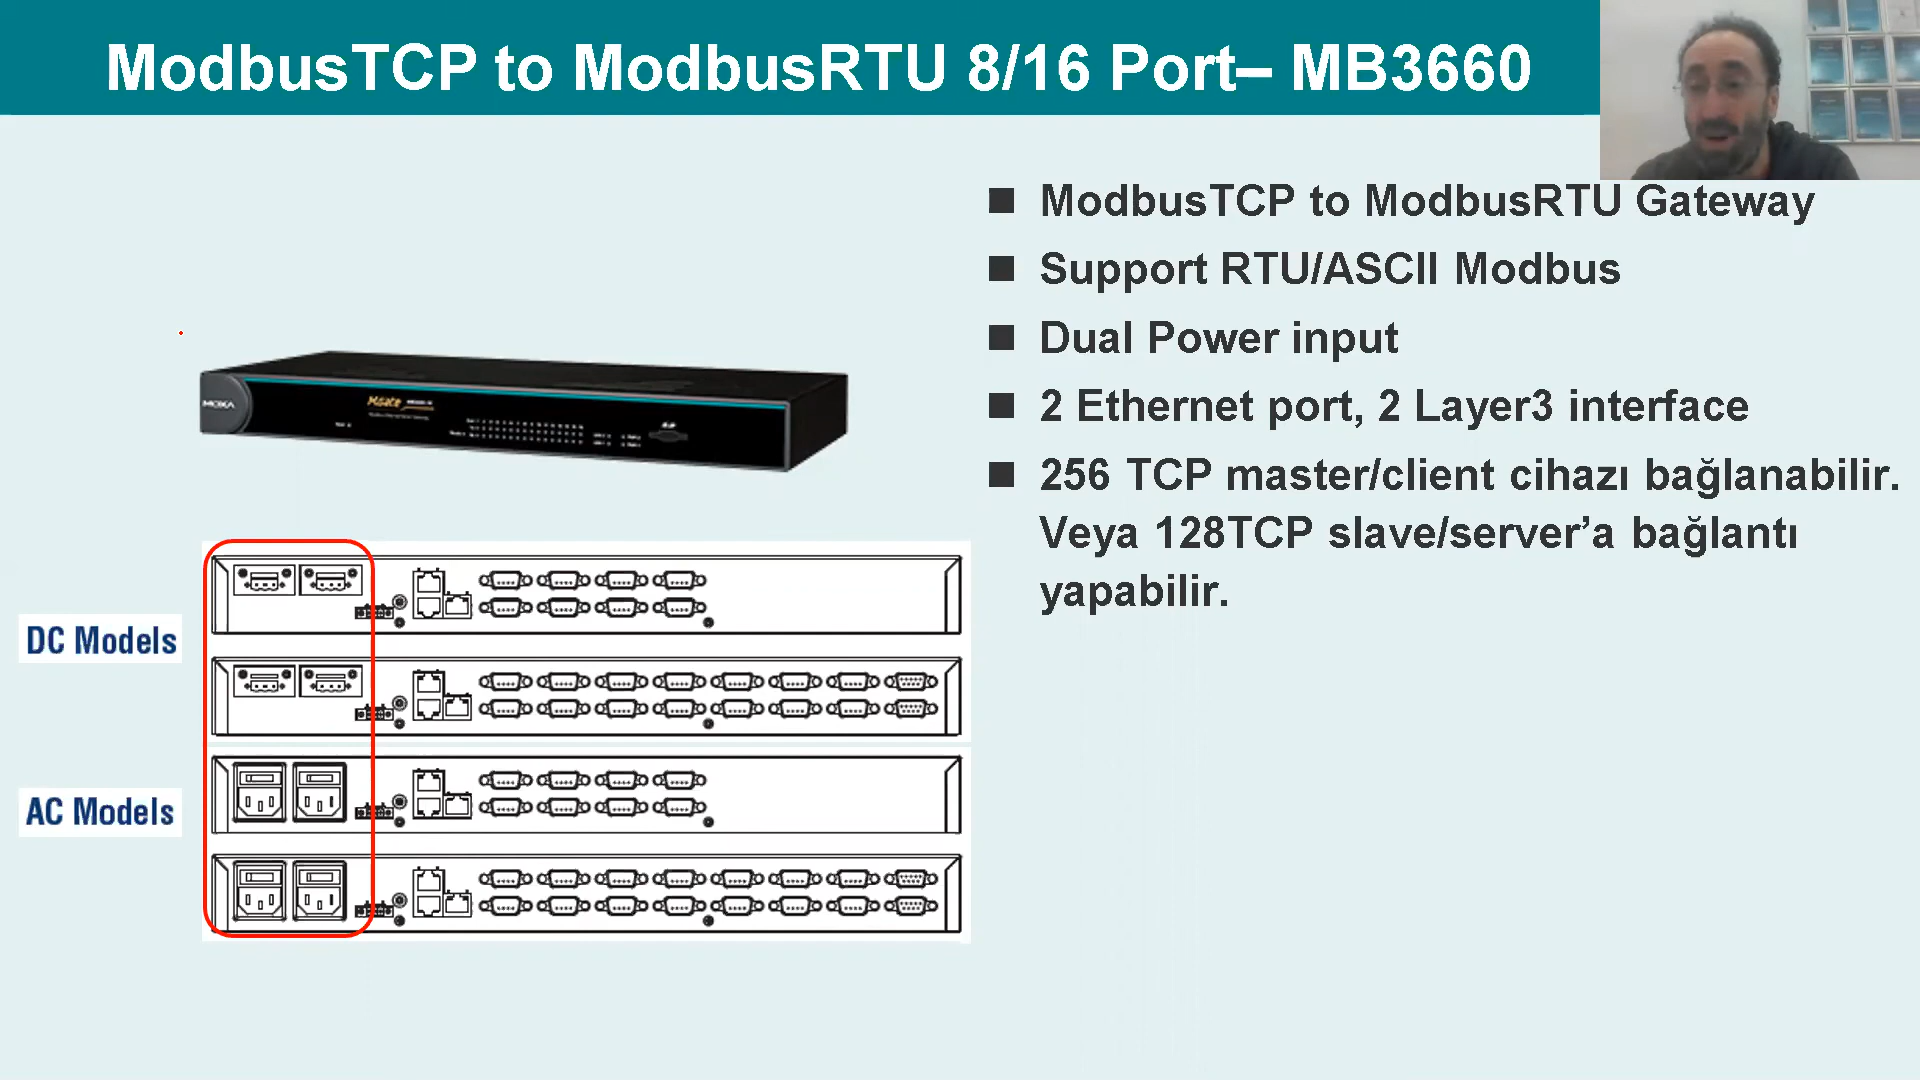 ModbusTCP to ModbusRTU 8/16 Port– MB3660
■ ModbusTCP to ModbusRTU Gateway
■ Support RTU/ASCII Modbus
■ Dual Power input
■ 2 Ethernet port, 2 Layer3 interface
■ 256 TCP master/client cihazı bağlanabilir.
Veya 128TCP slave/server’a bağlantı
yapabilir.
MOXA
MGate
DC Models
AC Models